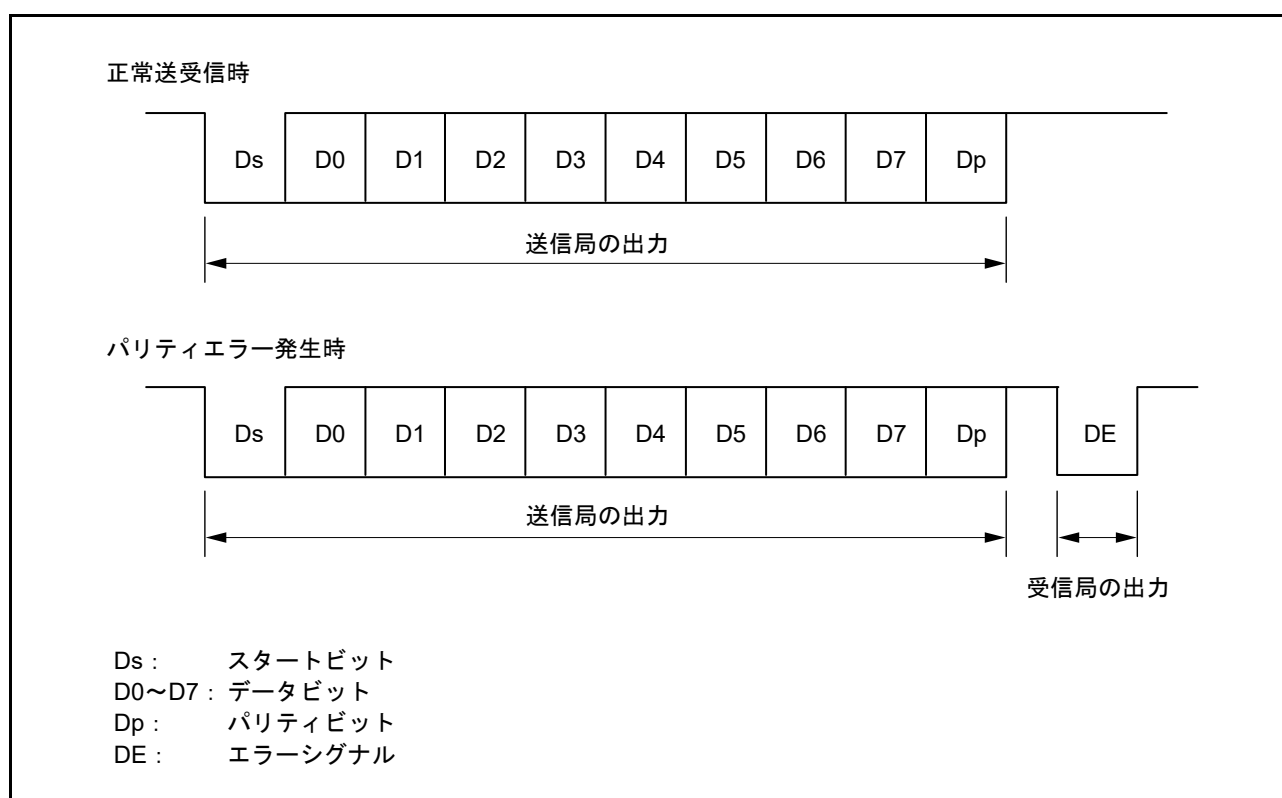 正常送受信時
Ds D0 D1 D2 D3 D4 D5 D6 D7 Dp
送信局の出力
パリティエラー発生時
Ds D0 D1 D2 D3 D4 D5 D6 D7 Dp DE
送信局の出力
受信局の出力
Ds : スタートビット
D0～D7 : データビット
Dp : パリティビット
DE : エラーシグナル